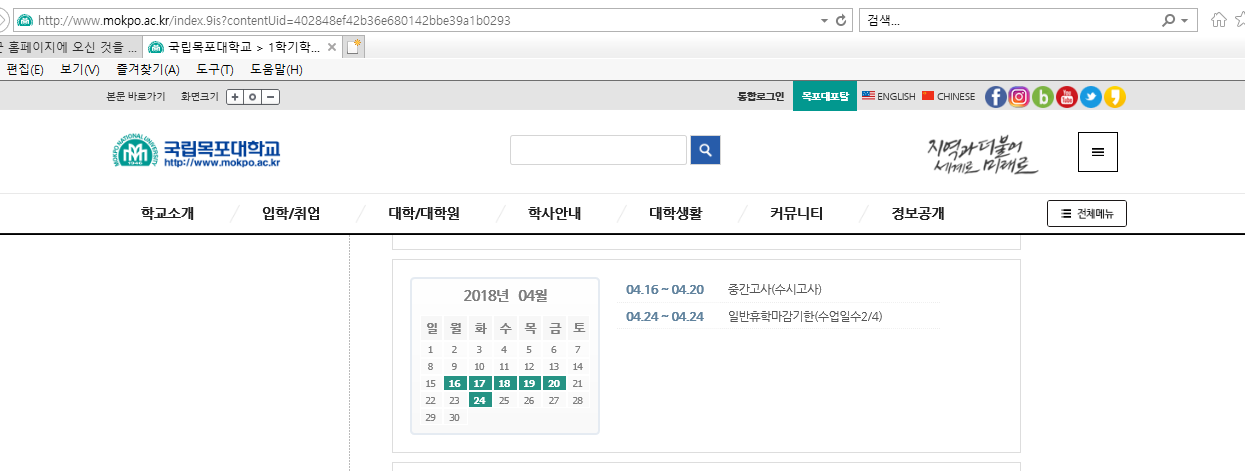 http://www.mokpo.ac.kr/index.9is?contentUid=402848ef42b36e680142bbe39a1b0293
검색...
홈페이지에 오신 것을 ...
국립목포대학교 > 1학기학...
편집(E) 보기(V) 즐겨찾기(A) 도구(T) 도움말(H)
본문 바로가기 화면크기
통합로그인 목포대포탈 ENGLISH CHINESE
MOKPO NATIONAL UNIVERSITY
1946
국립목포대학교
http://www.mokpo.ac.kr
지역과 더불어
세계로 미래로
학교소개 입학/취업 대학/대학원 학사안내 대학생활 커뮤니티 정보공개 전체메뉴
2018년 04월
일 월 화 수 목 금 토
1 2 3 4 5 6 7
8 9 10 11 12 13 14
15 16 17 18 19 20 21
22 23 24 25 26 27 28
29 30
04.16 ~ 04.20 중간고사(수시고사)
04.24 ~ 04.24 일반휴학마감기한(수업일수2/4)